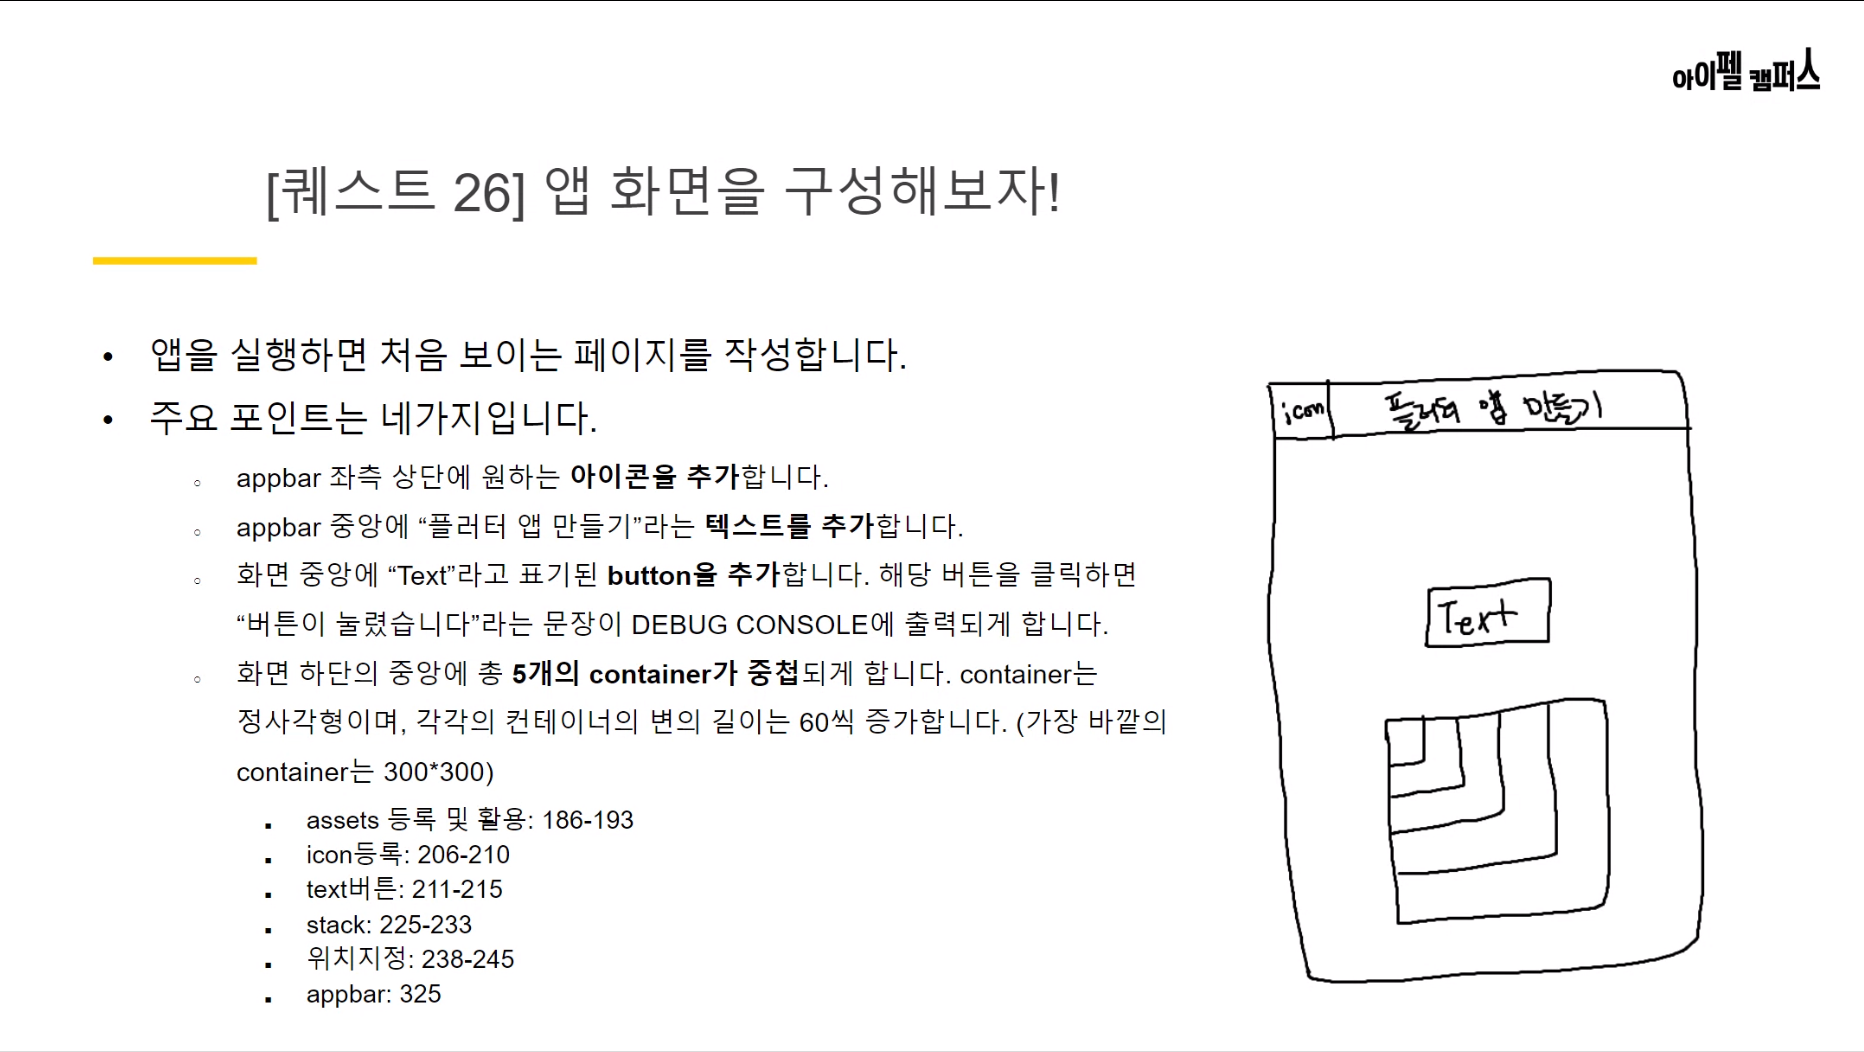 아이펠 캠퍼스
[퀘스트 26] 앱 화면을 구성해보자!
• 앱을 실행하면 처음 보이는 페이지를 작성합니다.
• 주요 포인트는 네가지입니다.
○ appbar 좌측 상단에 원하는 아이콘을 추가합니다.
○ appbar 중앙에 “플러터 앱 만들기”라는 텍스트를 추가합니다.
○ 화면 중앙에 “Text”라고 표기된 button을 추가합니다. 해당 버튼을 클릭하면
“버튼이 눌렸습니다”라는 문장이 DEBUG CONSOLE에 출력되게 합니다.
○ 화면 하단의 중앙에 총 5개의 container가 중첩되게 합니다. container는
정사각형이며, 각각의 컨테이너의 변의 길이는 60씩 증가합니다. (가장 바깥의
container는 300*300)
■ assets 등록 및 활용: 186-193
■ icon등록: 206-210
■ text버튼: 211-215
■ stack: 225-233
■ 위치지정: 238-245
■ appbar: 325
icon 플러터 앱 만들기
Text